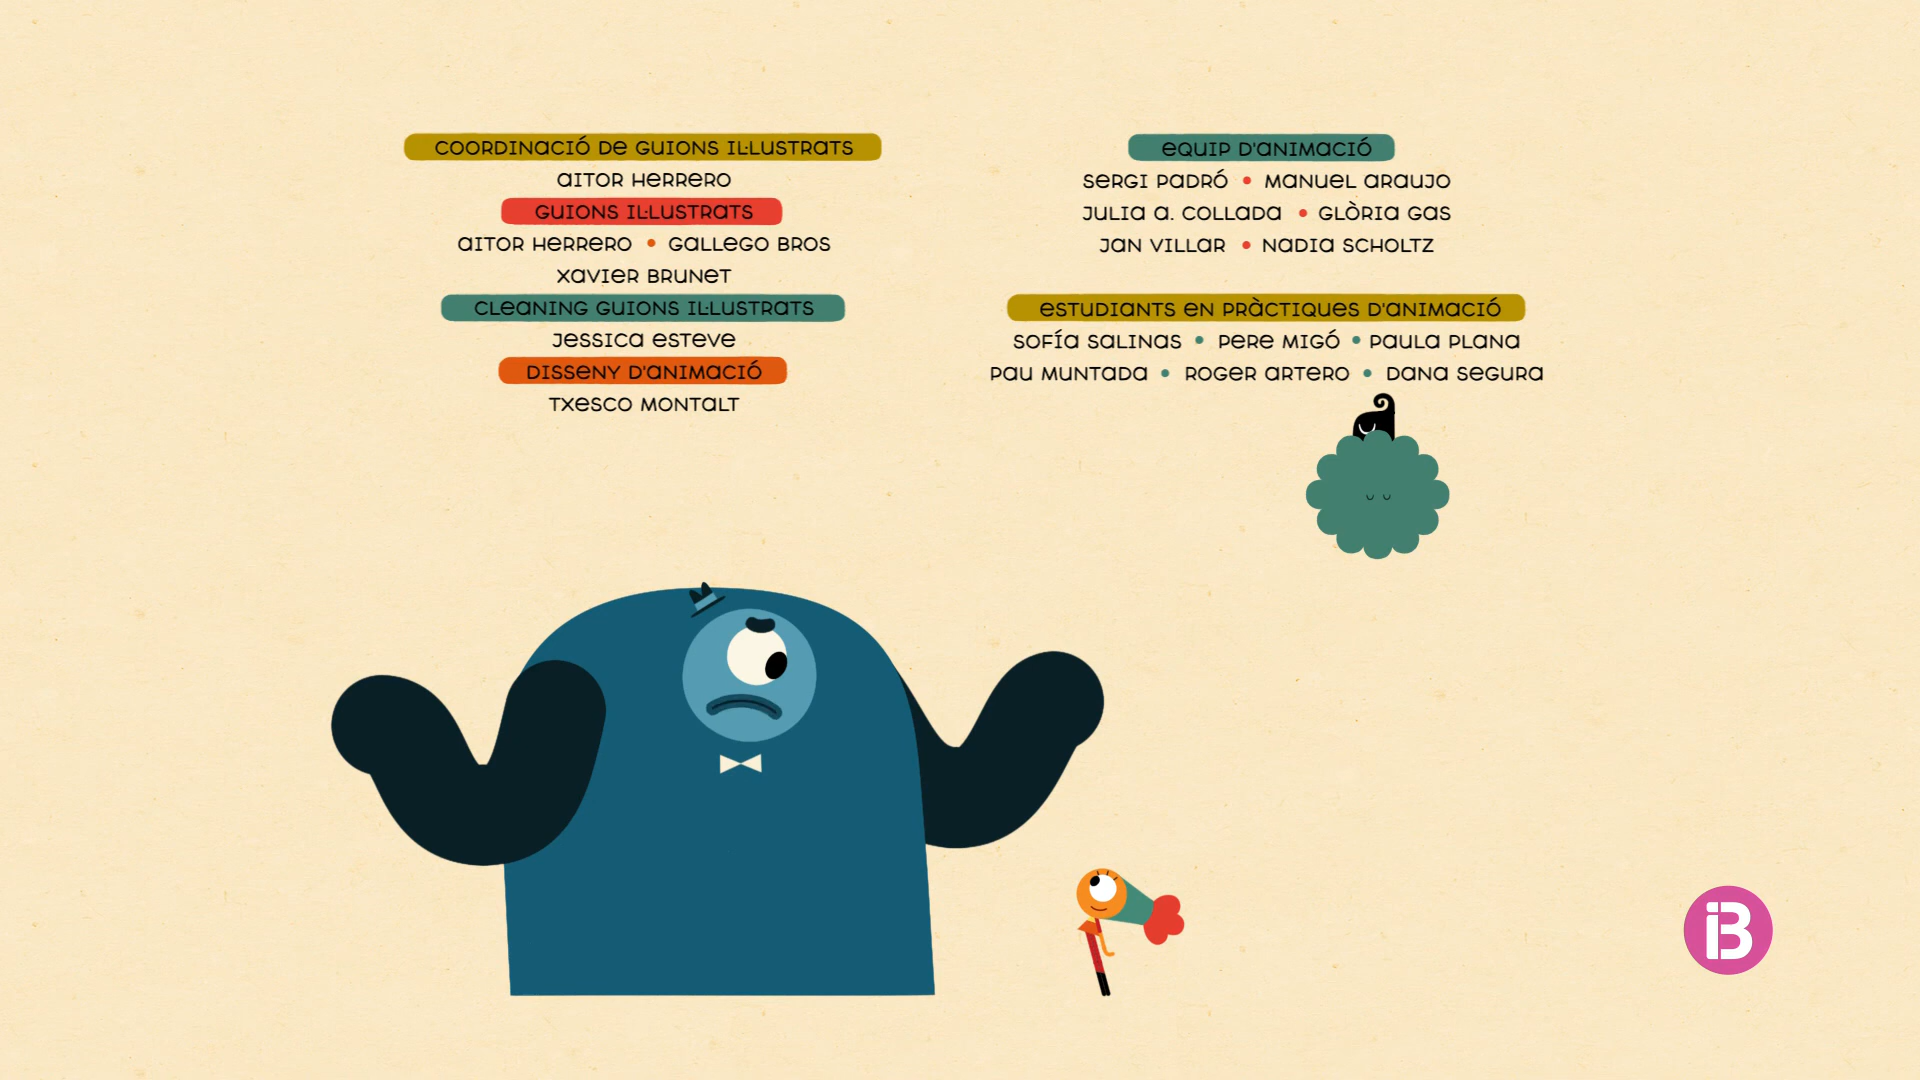 COORDINACIÓ DE GUIONS IL·LUSTRATS
AITOR HERRERO
GUIONS IL·LUSTRATS
AITOR HERRERO • GALLEGO BROS
XAVIER BRUNET
CLEANING GUIONS IL·LUSTRATS
JESSICA ESTEVE
DISSENY D'ANIMACIÓ
TXESCO MONTALT
EQUIP D'ANIMACIÓ
SERGI PADRÓ • MANUEL ARAUJO
JULIA A. COLLADA • GLÒRIA GAS
JAN VILLAR • NADIA SCHOLTZ
ESTUDIANTS EN PRÀCTIQUES D'ANIMACIÓ
SOFÍA SALINAS • PERE MIGÓ • PAULA PLANA
PAU MUNTADA • ROGER ARTERO • DANA SEGURA
iB3